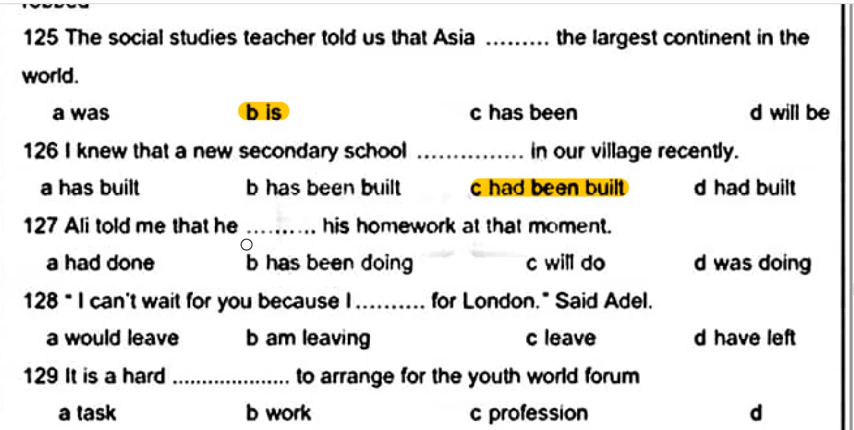 125 The social studies teacher told us that Asia ......... the largest continent in the
world.
a was b is c has been d will be
126 I knew that a new secondary school ............... in our village recently.
a has built b has been built c had been built d had built
127 Ali told me that he .......... his homework at that moment.
a had done b has been doing c will do d was doing
128 " I can't wait for you because I .......... for London." Said Adel.
a would leave b am leaving c leave d have left
129 It is a hard .................... to arrange for the youth world forum
a task b work c profession d